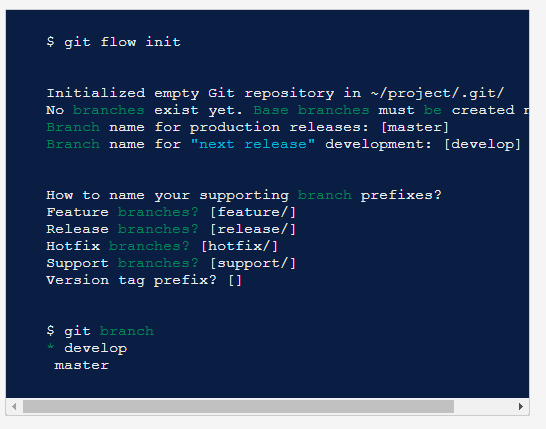 $ git flow init
Initialized empty Git repository in ~/project/.git/
No branches exist yet. Base branches must be created
Branch name for production releases: [master]
Branch name for "next release" development: [develop]
How to name your supporting branch prefixes?
Feature branches? [feature/]
Release branches? [release/]
Hotfix branches? [hotfix/]
Support branches? [support/]
Version tag prefix? []
$ git branch
* develop
master